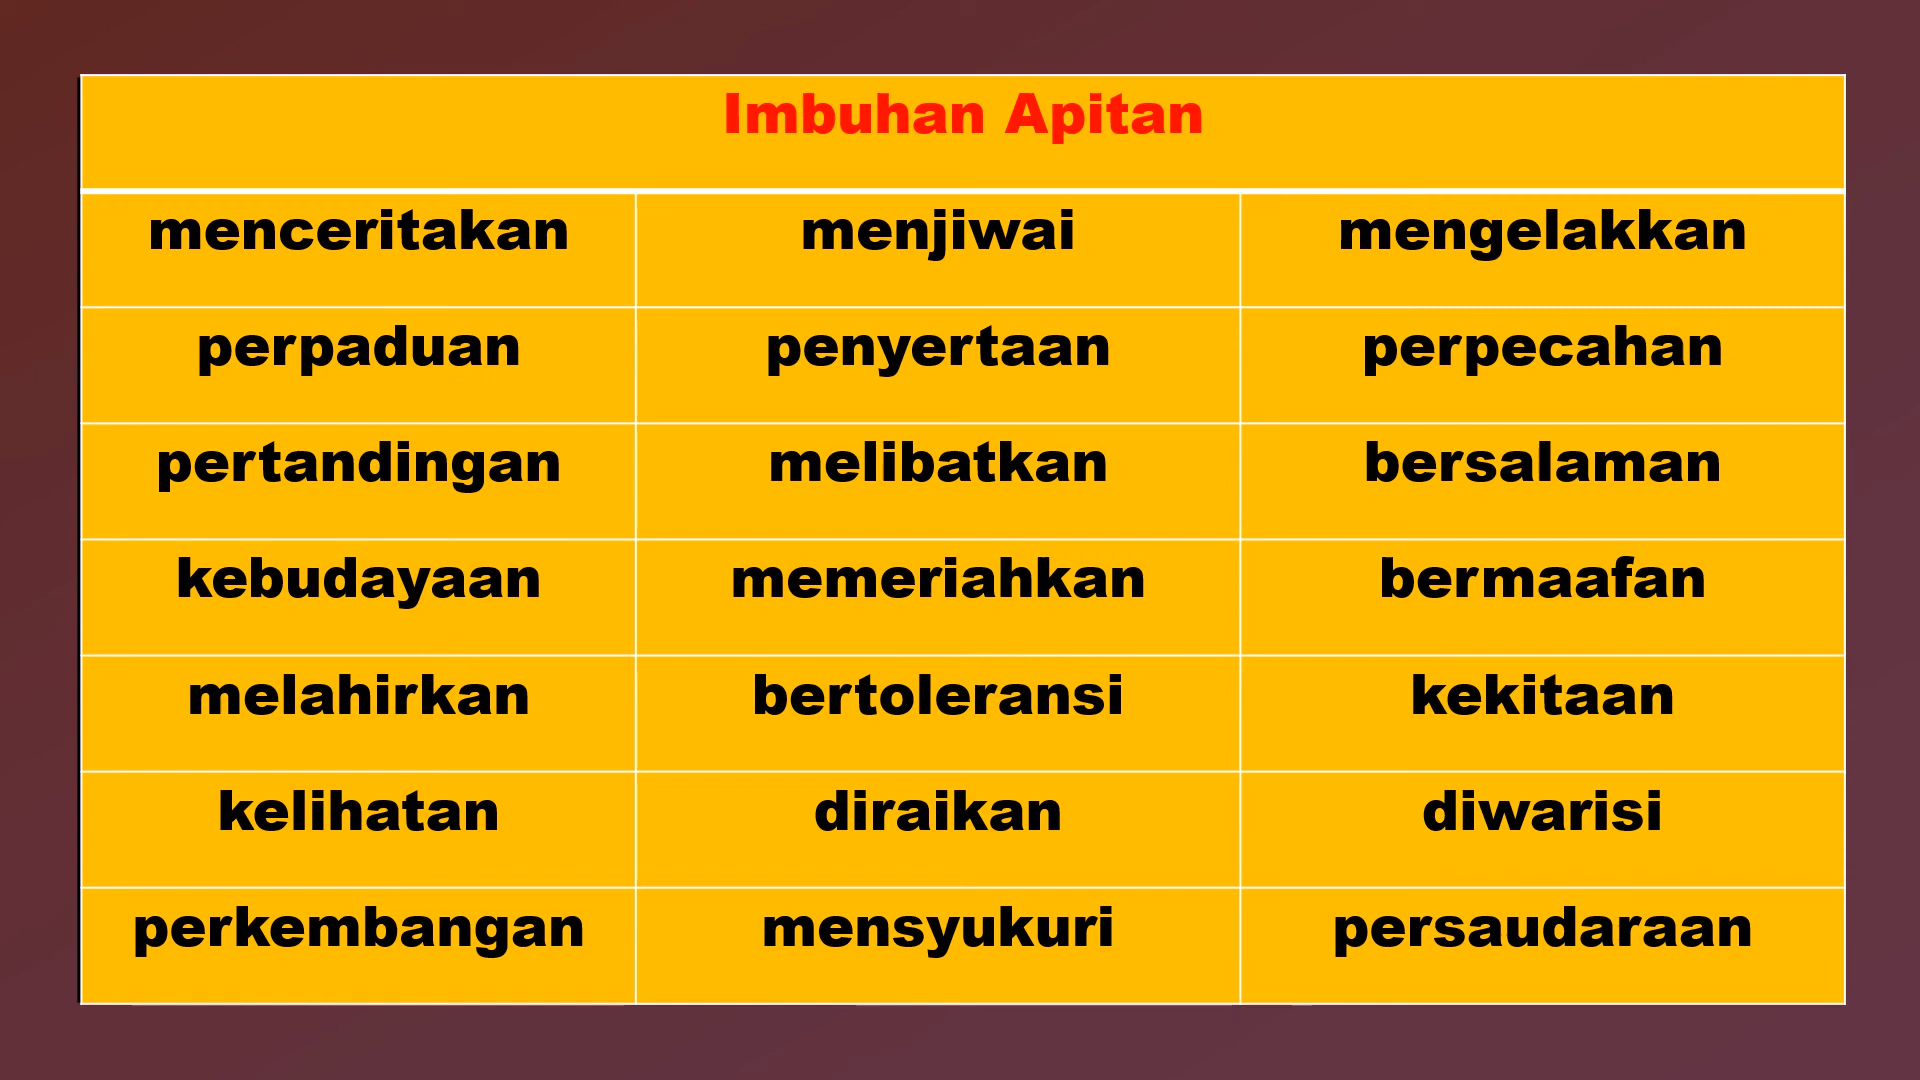 Imbuhan Apitan
menceritakan menjiwai mengelakkan
perpaduan penyertaan perpecahan
pertandingan melibatkan bersalaman
kebudayaan memeriahkan bermaafan
melahirkan bertoleransi kekitaan
kelihatan diraikan diwarisi
perkembangan mensyukuri persaudaraan